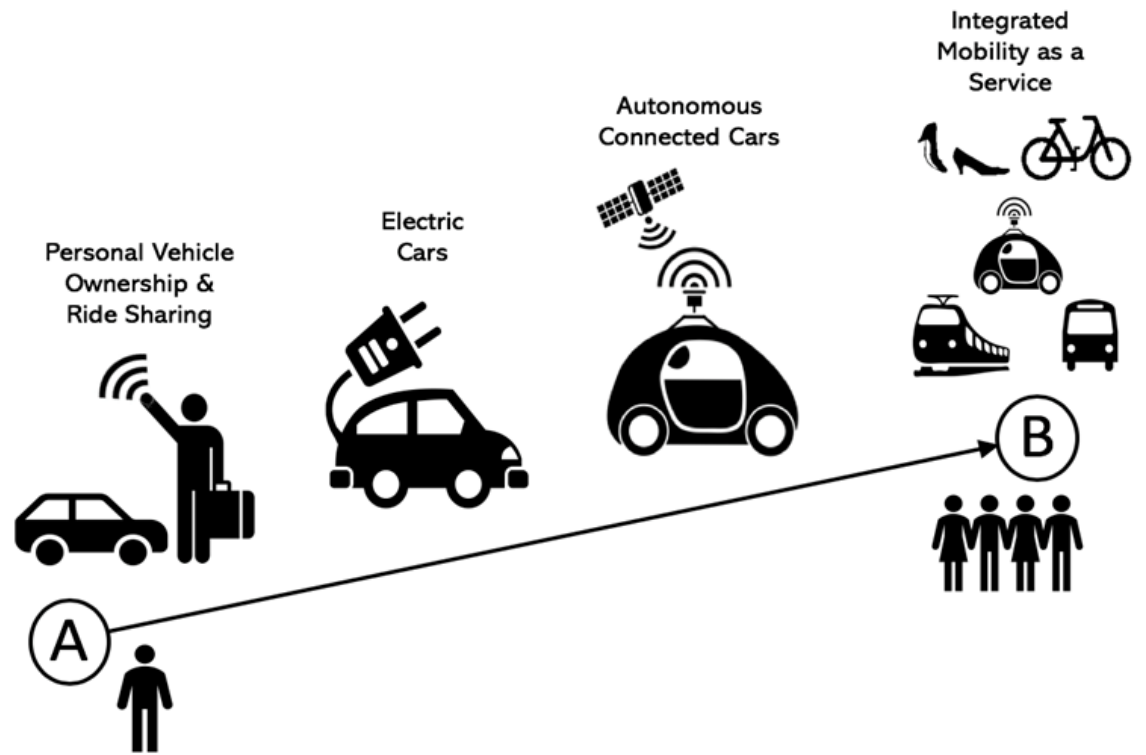 Personal Vehicle
Ownership &
Ride Sharing
Electric
Cars
Autonomous
Connected Cars
Integrated
Mobility as a
Service
A
B